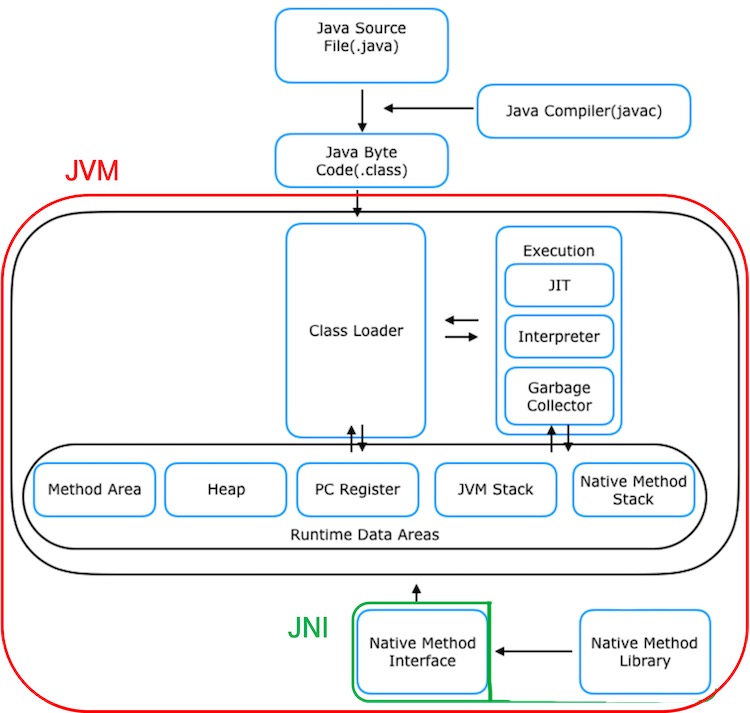 Java Source
File(.java)
Java Compiler(javac)
Java Byte
Code(.class)
JVM
Class Loader
Execution
JIT
Interpreter
Garbage
Collector
Method Area
Heap
PC Register
JVM Stack
Native Method
Stack
Runtime Data Areas
JNI
Native Method
Interface
Native Method
Library